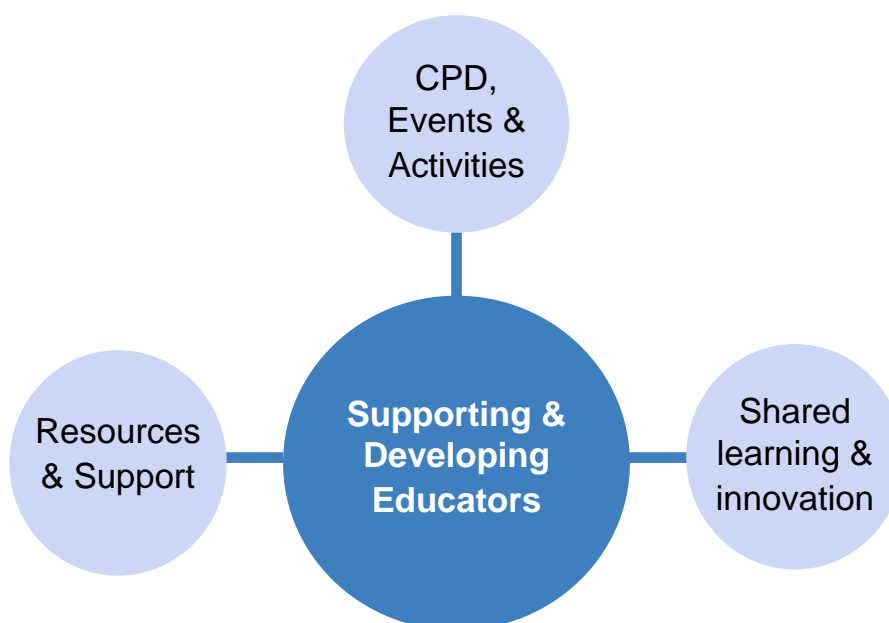 CPD,
Events &
Activities
Resources
& Support
Supporting &
Developing
Educators
Shared
learning &
innovation